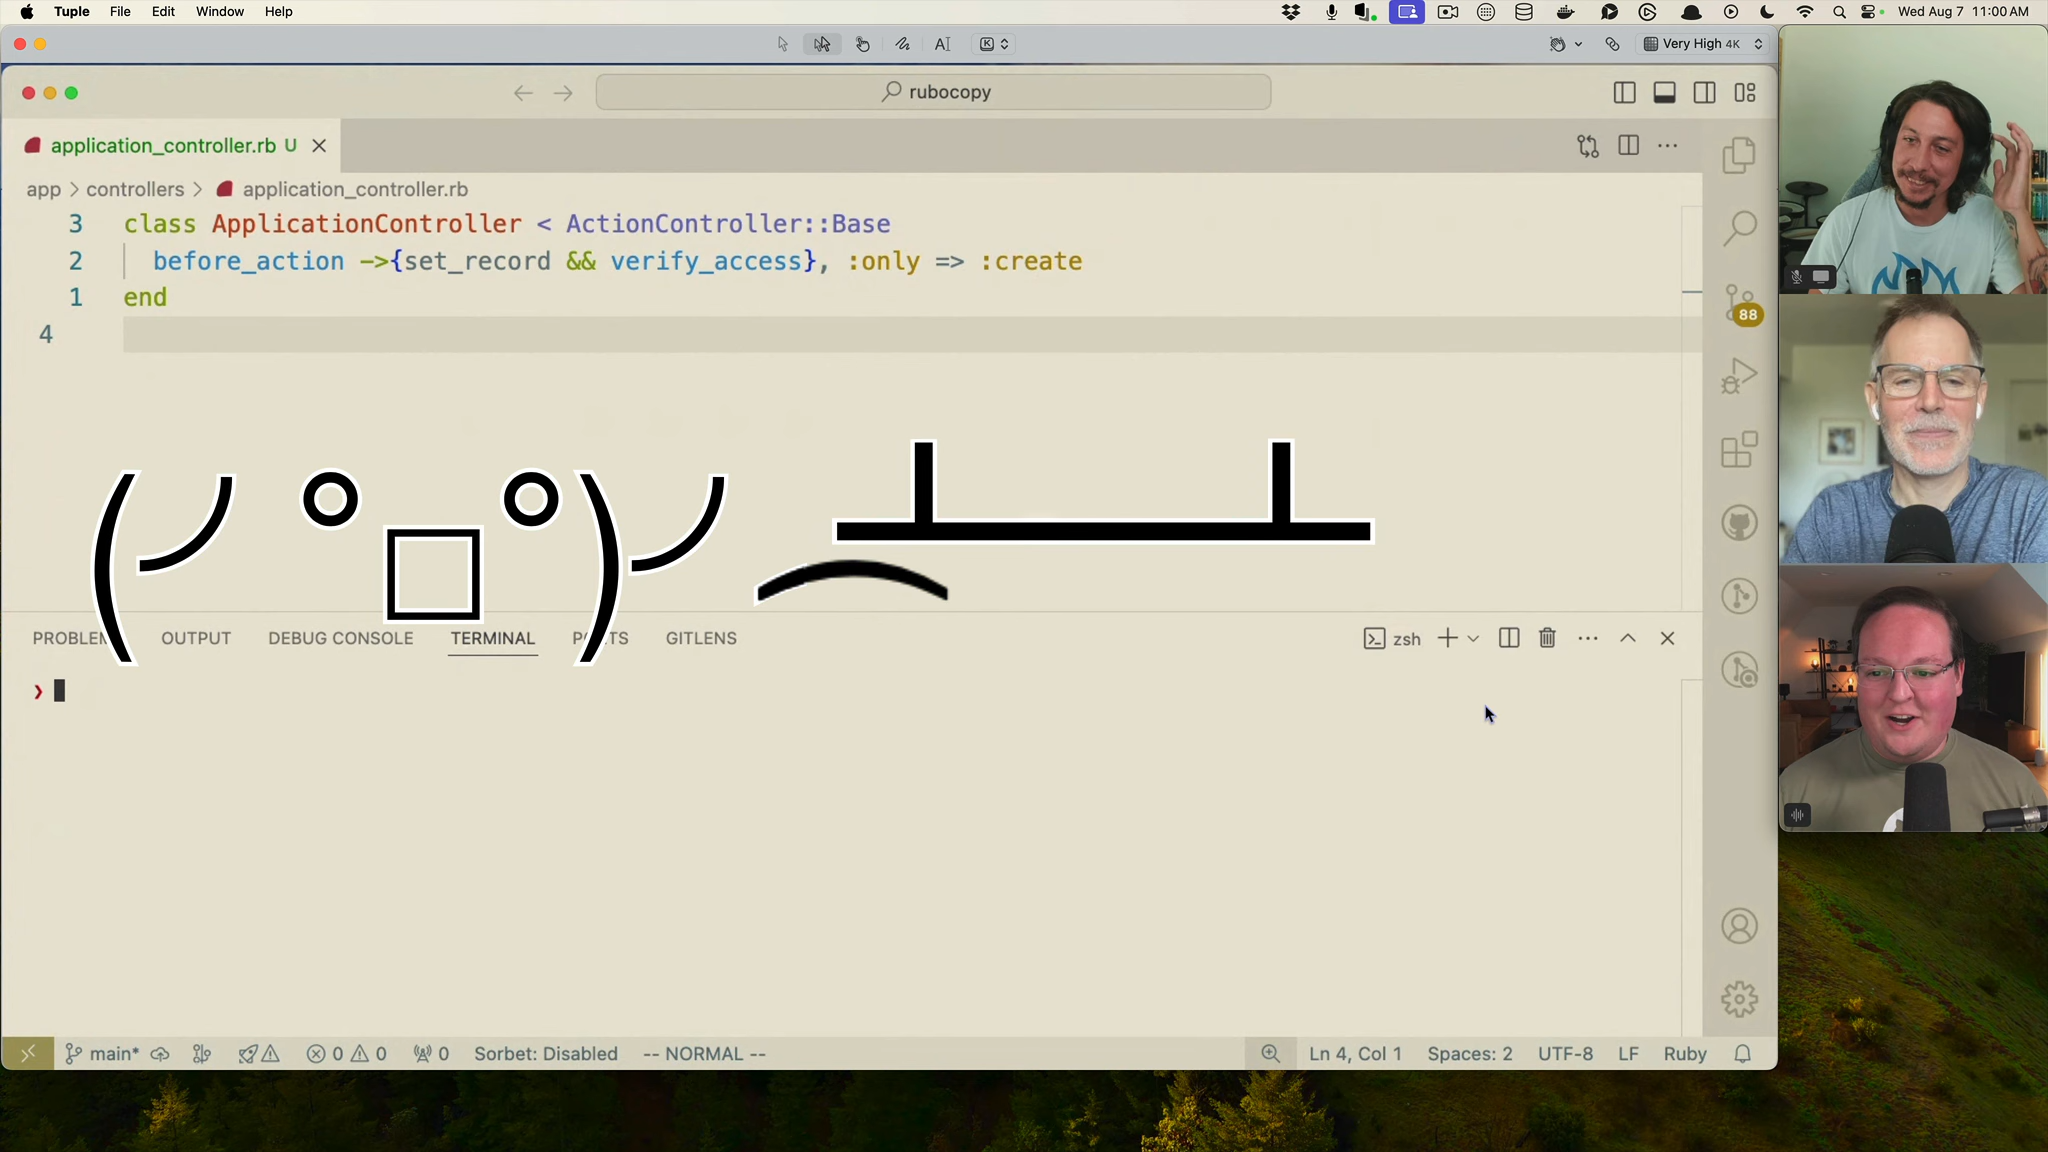 Tuple File Edit Window Help Wed Aug 7 11:00 AM
A Very High 4K
rubocopy
application_controller.rb U
app > controllers > application_controller.rb
3 class ApplicationController < ActionController::Base
2 before_action ->{set_record && verify_access}, :only => :create
1 end
4
88
(╯°□°)╯︵ ┻━┻
PROBLEM OUTPUT DEBUG CONSOLE TERMINAL PORTS GITLENS zsh
❯
main* 0 0 0 Sorbet: Disabled -- NORMAL -- Ln 4, Col 1 Spaces: 2 UTF-8 LF Ruby